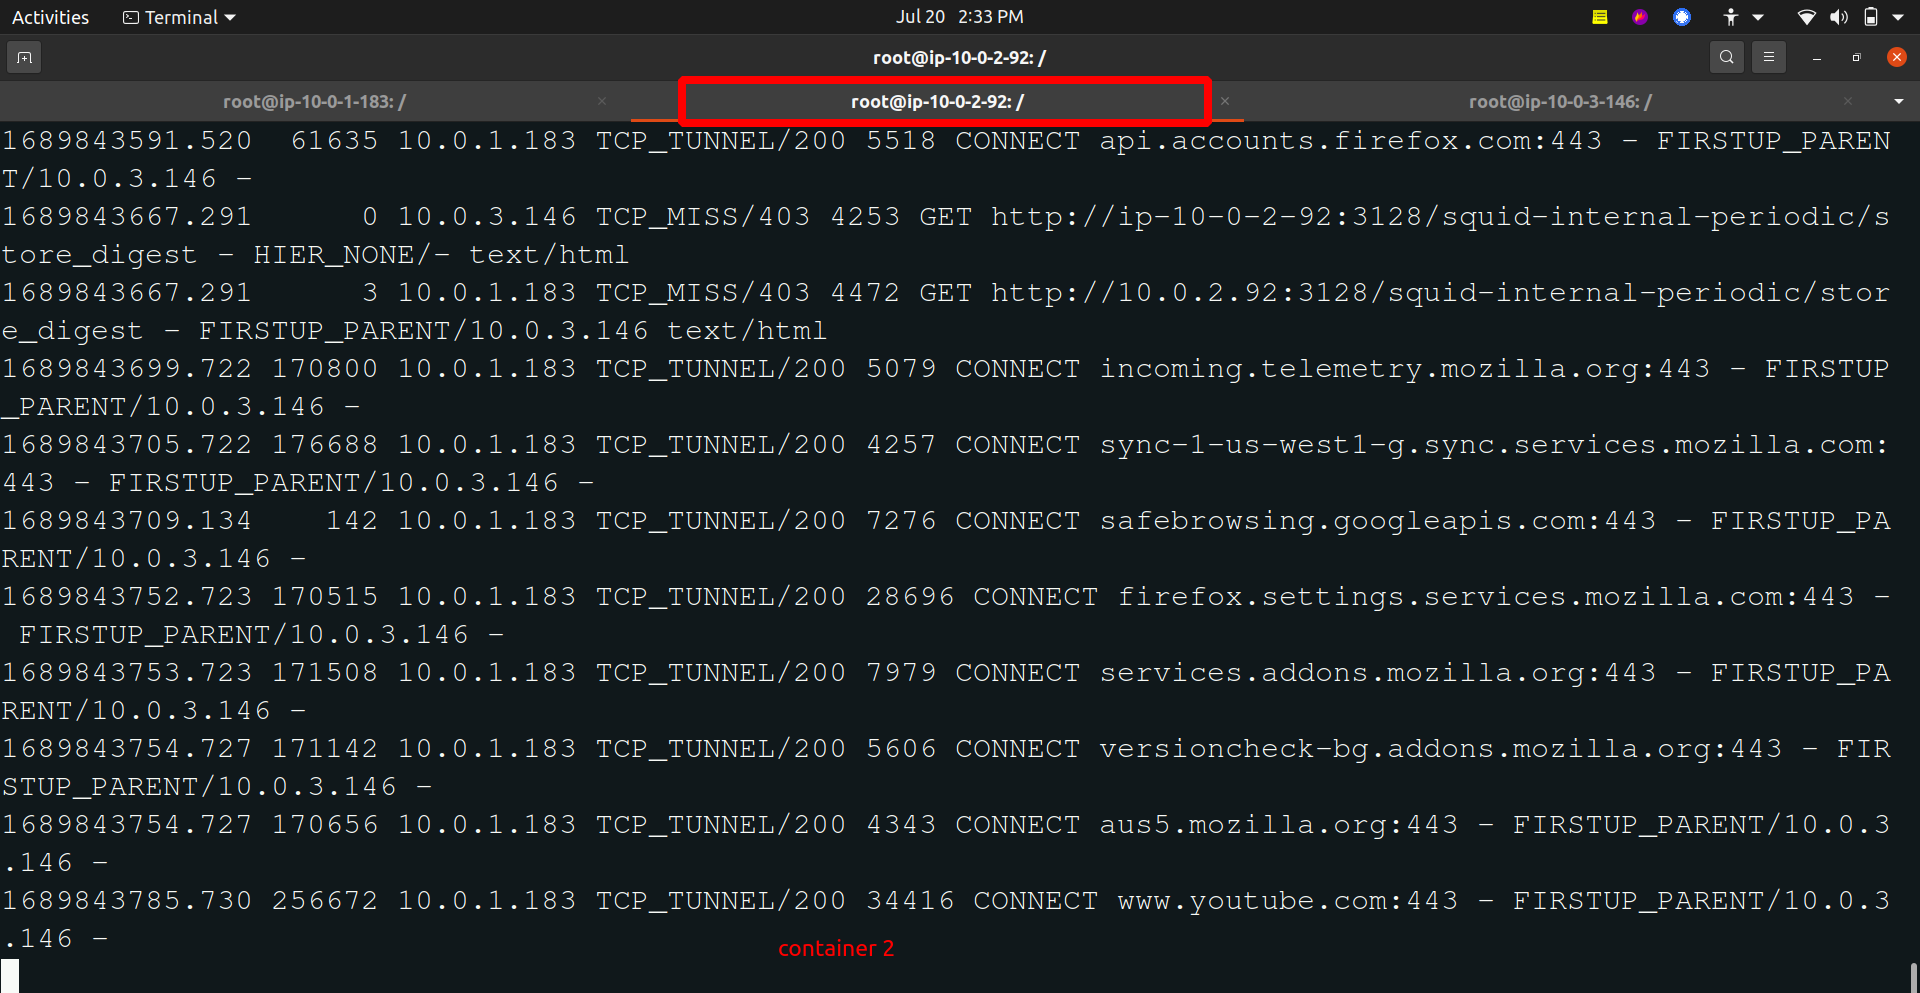 Activities Terminal Jul 20 2:33 PM
root@ip-10-0-2-92: /
root@ip-10-0-1-183: / root@ip-10-0-2-92: / root@ip-10-0-3-146: /
1689843591.520  61635 10.0.1.183 TCP_TUNNEL/200 5518 CONNECT api.accounts.firefox.com:443 - FIRSTUP_PAREN
T/10.0.3.146 -
1689843667.291      0 10.0.3.146 TCP_MISS/403 4253 GET http://ip-10-0-2-92:3128/squid-internal-periodic/s
tore_digest - HIER_NONE/- text/html
1689843667.291      3 10.0.1.183 TCP_MISS/403 4472 GET http://10.0.2.92:3128/squid-internal-periodic/stor
e_digest - FIRSTUP_PARENT/10.0.3.146 text/html
1689843699.722 170800 10.0.1.183 TCP_TUNNEL/200 5079 CONNECT incoming.telemetry.mozilla.org:443 - FIRSTUP
_PARENT/10.0.3.146 -
1689843705.722 176688 10.0.1.183 TCP_TUNNEL/200 4257 CONNECT sync-1-us-west1-g.sync.services.mozilla.com:
443 - FIRSTUP_PARENT/10.0.3.146 -
1689843709.134    142 10.0.1.183 TCP_TUNNEL/200 7276 CONNECT safebrowsing.googleapis.com:443 - FIRSTUP_PA
RENT/10.0.3.146 -
1689843752.723 170515 10.0.1.183 TCP_TUNNEL/200 28696 CONNECT firefox.settings.services.mozilla.com:443 -
 FIRSTUP_PARENT/10.0.3.146 -
1689843753.723 171508 10.0.1.183 TCP_TUNNEL/200 7979 CONNECT services.addons.mozilla.org:443 - FIRSTUP_PA
RENT/10.0.3.146 -
1689843754.727 171142 10.0.1.183 TCP_TUNNEL/200 5606 CONNECT versioncheck-bg.addons.mozilla.org:443 - FIR
STUP_PARENT/10.0.3.146 -
1689843754.727 170656 10.0.1.183 TCP_TUNNEL/200 4343 CONNECT aus5.mozilla.org:443 - FIRSTUP_PARENT/10.0.3
.146 -
1689843785.730 256672 10.0.1.183 TCP_TUNNEL/200 34416 CONNECT www.youtube.com:443 - FIRSTUP_PARENT/10.0.3
.146 -
container 2